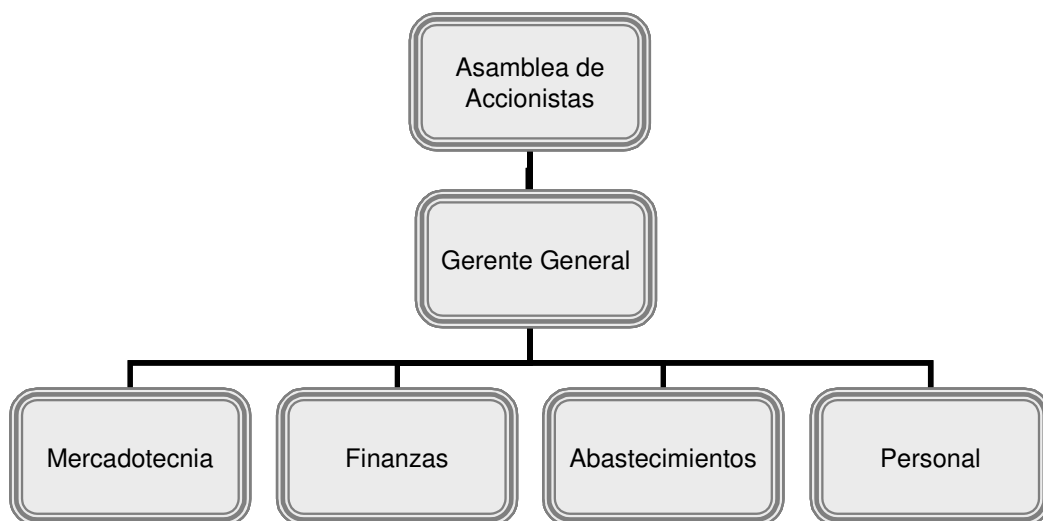 Asamblea de
Accionistas
Gerente General
Mercadotecnia
Finanzas
Abastecimientos
Personal